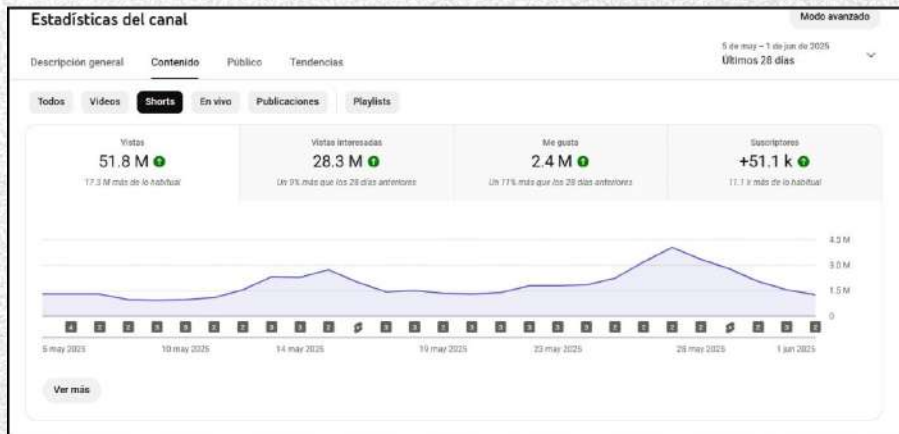 Estadísticas del canal
Modo avanzado
5 de may – 1 de jun de 2025
Últimos 28 días
Descripción general Contenido Público Tendencias
Todos Videos Shorts En vivo Publicaciones Playlists
Vistas
51.8 M
17.3 M más de lo habitual
Vistas interesadas
28.3 M
Un 9% más que los 28 días anteriores
Me gusta
2.4 M
Un 11% más que los 28 días anteriores
Suscriptores
+51.1 k
11.1 k más de lo habitual
4.5 M
3.0 M
1.5 M
0
5 may 2025 10 may 2025 14 may 2025 19 may 2025 23 may 2025 28 may 2025 1 jun 2025
Ver más